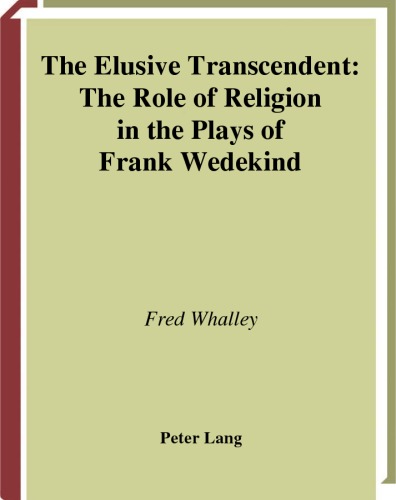 The Elusive Transcendent:
The Role of Religion
in the Plays of
Frank Wedekind
Fred Whalley
Peter Lang